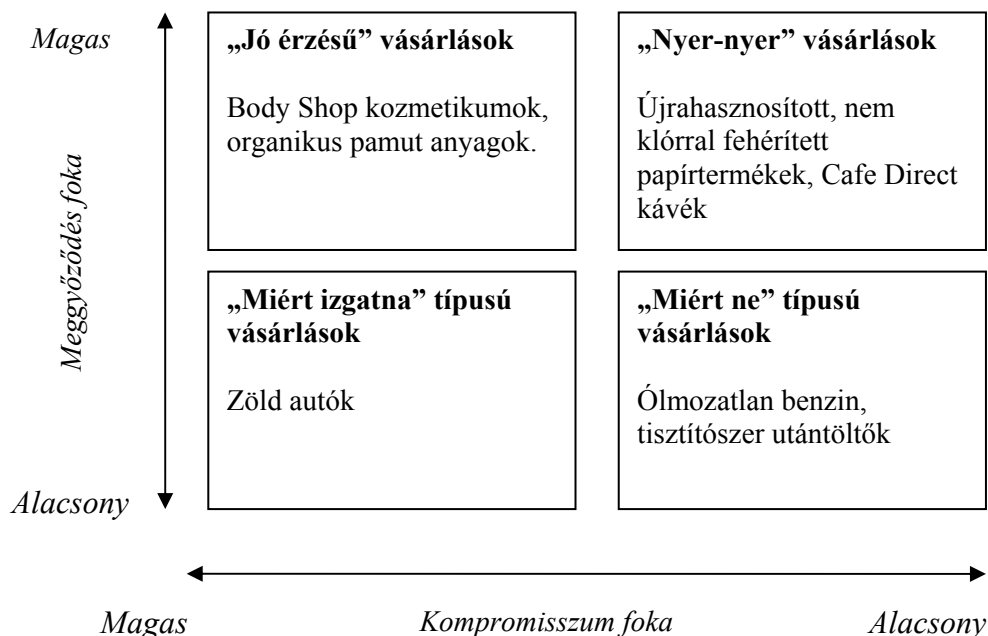 Magas
„Jó érzésű” vásárlások
Body Shop kozmetikumok,
organikus pamut anyagok.
„Nyer-nyer” vásárlások
Újrahasznosított, nem
klórral fehérített
papírtermékek, Cafe Direct
kávék
Meggyőződés foka
„Miért izgatna” típusú
vásárlások
Zöld autók
„Miért ne” típusú
vásárlások
Ólmozatlan benzin,
tisztítószer utántöltők
Alacsony
Magas
Kompromisszum foka
Alacsony